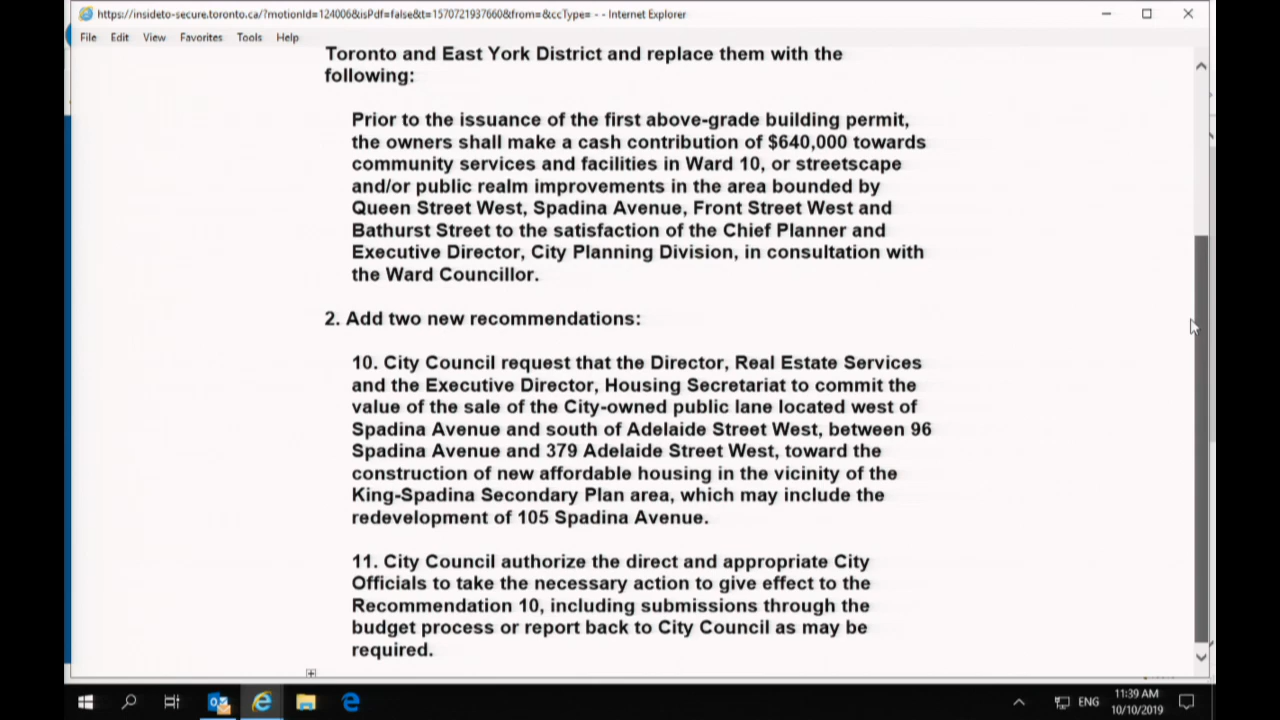 https://insideto-secure.toronto.ca/?motionId=124006&isPdf=false&t=1570721937660&from=&ccType= - - Internet Explorer
File Edit View Favorites Tools Help
Toronto and East York District and replace them with the
following:
Prior to the issuance of the first above-grade building permit,
the owners shall make a cash contribution of $640,000 towards
community services and facilities in Ward 10, or streetscape
and/or public realm improvements in the area bounded by
Queen Street West, Spadina Avenue, Front Street West and
Bathurst Street to the satisfaction of the Chief Planner and
Executive Director, City Planning Division, in consultation with
the Ward Councillor.
2. Add two new recommendations:
10. City Council request that the Director, Real Estate Services
and the Executive Director, Housing Secretariat to commit the
value of the sale of the City-owned public lane located west of
Spadina Avenue and south of Adelaide Street West, between 96
Spadina Avenue and 379 Adelaide Street West, toward the
construction of new affordable housing in the vicinity of the
King-Spadina Secondary Plan area, which may include the
redevelopment of 105 Spadina Avenue.
11. City Council authorize the direct and appropriate City
Officials to take the necessary action to give effect to the
Recommendation 10, including submissions through the
budget process or report back to City Council as may be
required.
ENG
11:39 AM
10/10/2019